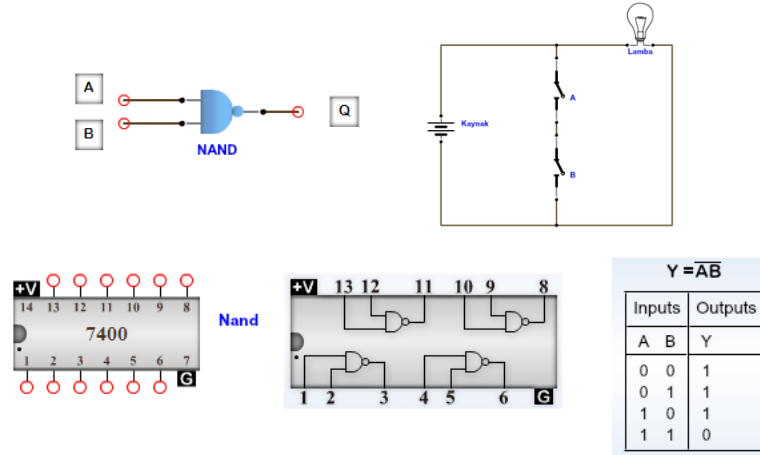 A
B
Q
NAND
Lamba
Kaynak
A
B
+V
14 13 12 11 10 9 8
7400
1 2 3 4 5 6 7
G
Nand
+V 13 12 11 10 9 8
1 2 3 4 5 6 G
Y = A̅B̅
Inputs Outputs
A B Y
0 0 1
0 1 1
1 0 1
1 1 0